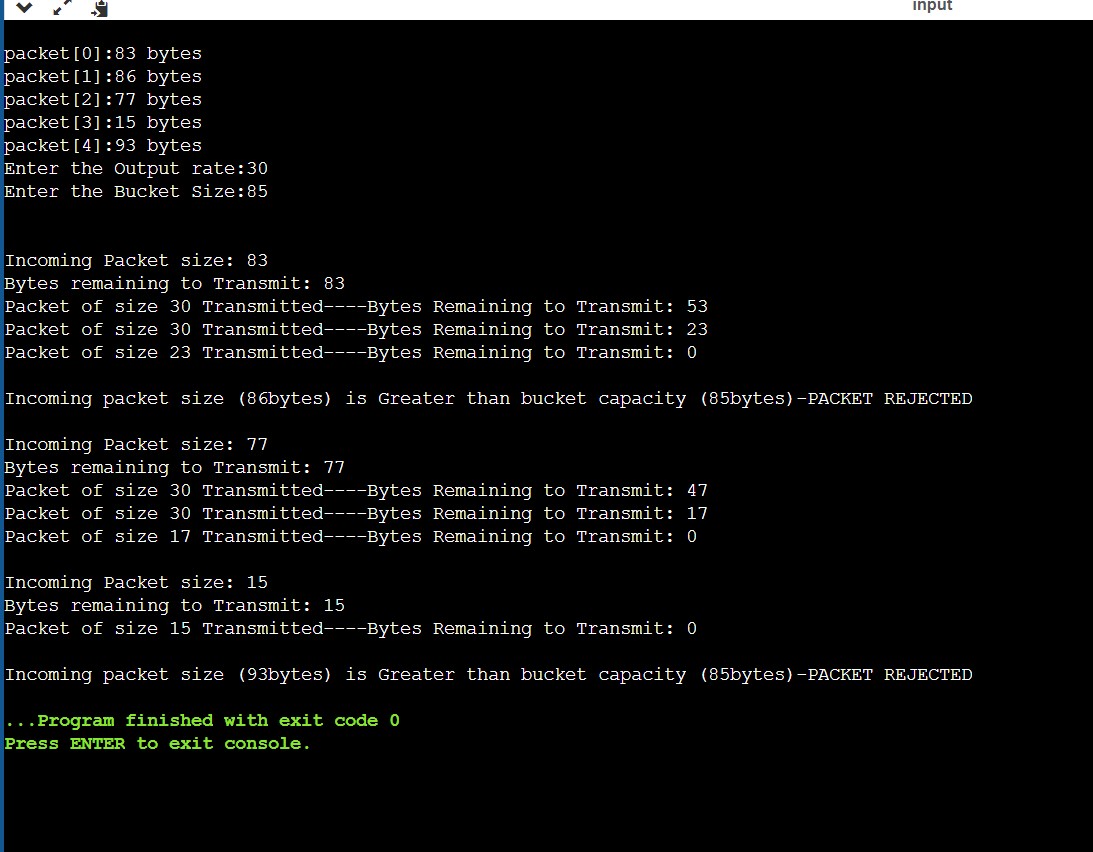 input
packet[0]:83 bytes
packet[1]:86 bytes
packet[2]:77 bytes
packet[3]:15 bytes
packet[4]:93 bytes
Enter the Output rate:30
Enter the Bucket Size:85
Incoming Packet size: 83
Bytes remaining to Transmit: 83
Packet of size 30 Transmitted----Bytes Remaining to Transmit: 53
Packet of size 30 Transmitted----Bytes Remaining to Transmit: 23
Packet of size 23 Transmitted----Bytes Remaining to Transmit: 0
Incoming packet size (86bytes) is Greater than bucket capacity (85bytes)-PACKET REJECTED
Incoming Packet size: 77
Bytes remaining to Transmit: 77
Packet of size 30 Transmitted----Bytes Remaining to Transmit: 47
Packet of size 30 Transmitted----Bytes Remaining to Transmit: 17
Packet of size 17 Transmitted----Bytes Remaining to Transmit: 0
Incoming Packet size: 15
Bytes remaining to Transmit: 15
Packet of size 15 Transmitted----Bytes Remaining to Transmit: 0
Incoming packet size (93bytes) is Greater than bucket capacity (85bytes)-PACKET REJECTED
...Program finished with exit code 0
Press ENTER to exit console.